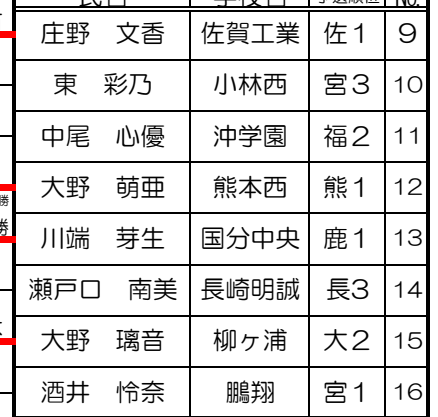 No.
庄野　文香 佐賀工業 佐１ 9
東　彩乃 小林西 宮３ 10
中尾　心優 沖学園 福２ 11
大野　萌亜 熊本西 熊１ 12
勝
勝
川端　芽生 国分中央 鹿１ 13
瀬戸口　南美 長崎明誠 長3 14
大野　璃音 柳ヶ浦 大２ 15
酒井　怜奈 鵬翔 宮１ 16